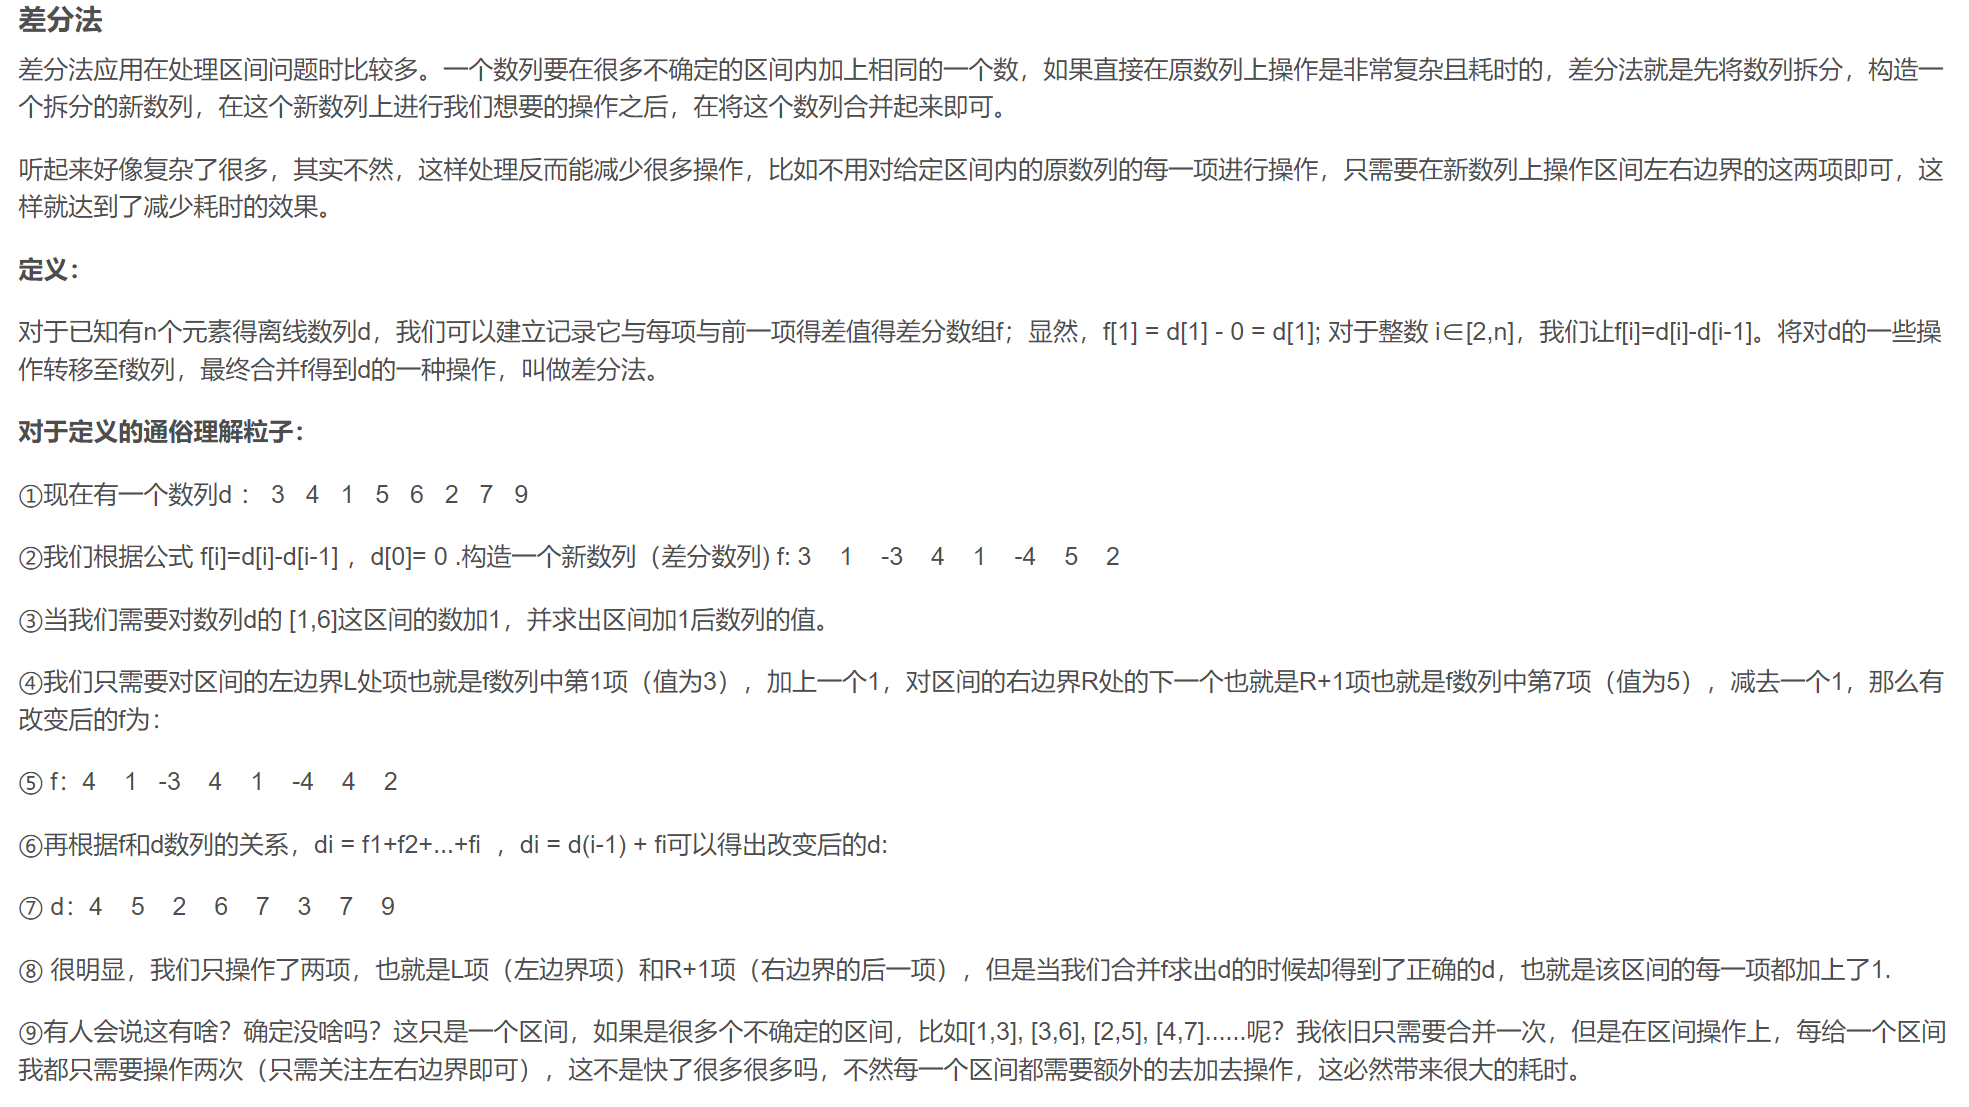 差分法
差分法应用在处理区间问题时比较多。一个数列要在很多不确定的区间内加上相同的一个数，如果直接在原数列上操作是非常复杂且耗时的，差分法就是先将数列拆分，构造一
个拆分的新数列，在这个新数列上进行我们想要的操作之后，在将这个数列合并起来即可。
听起来好像复杂了很多，其实不然，这样处理反而能减少很多操作，比如不用对给定区间内的原数列的每一项进行操作，只需要在新数列上操作区间左右边界的这两项即可，这
样就达到了减少耗时的效果。
定义：
对于已知有n个元素得离线数列d，我们可以建立记录它与每项与前一项得差值得差分数组f；显然，f[1] = d[1] - 0 = d[1]; 对于整数 i∈[2,n]，我们让f[i]=d[i]-d[i-1]。将对d的一些操
作转移至f数列，最终合并f得到d的一种操作，叫做差分法。
对于定义的通俗理解粒子：
①现在有一个数列d ： 3 4 1 5 6 2 7 9
②我们根据公式 f[i]=d[i]-d[i-1] ，d[0]= 0 .构造一个新数列（差分数列) f: 3 1 -3 4 1 -4 5 2
③当我们需要对数列d的 [1,6]这区间的数加1，并求出区间加1后数列的值。
④我们只需要对区间的左边界L处项也就是f数列中第1项（值为3），加上一个1，对区间的右边界R处的下一个也就是R+1项也就是f数列中第7项（值为5），减去一个1，那么有
改变后的f为：
⑤ f：4 1 -3 4 1 -4 4 2
⑥再根据f和d数列的关系，di = f1+f2+...+fi ，di = d(i-1) + fi可以得出改变后的d:
⑦ d：4 5 2 6 7 3 7 9
⑧ 很明显，我们只操作了两项，也就是L项（左边界项）和R+1项（右边界的后一项），但是当我们合并f求出d的时候却得到了正确的d，也就是该区间的每一项都加上了1.
⑨有人会说这有啥？确定没啥吗？这只是一个区间，如果是很多个不确定的区间，比如[1,3], [3,6], [2,5], [4,7]......呢？我依旧只需要合并一次，但是在区间操作上，每给一个区间
我都只需要操作两次（只需关注左右边界即可），这不是快了很多很多吗，不然每一个区间都需要额外的去加去操作，这必然带来很大的耗时。